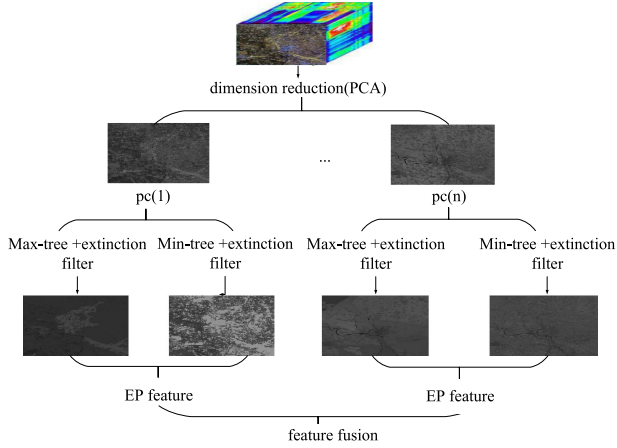 dimension reduction(PCA)
...
pc(1)
pc(n)
Max-tree +extinction
filter
Min-tree +extinction
filter
Max-tree +extinction
filter
Min-tree +extinction
filter
EP feature
EP feature
feature fusion